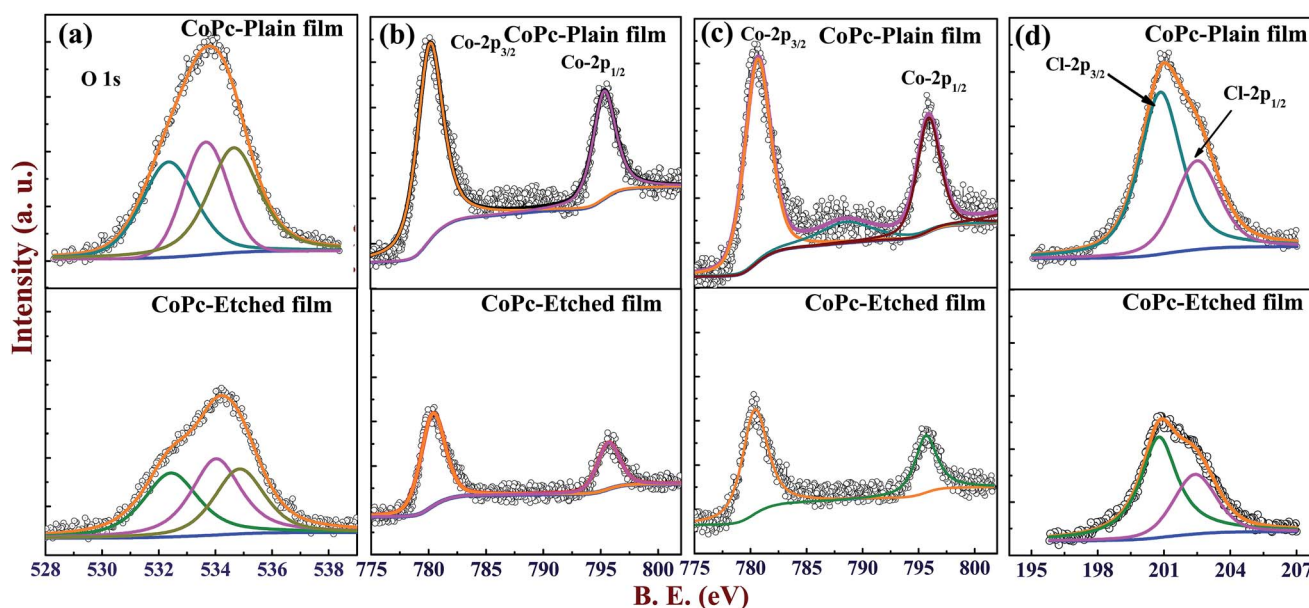 (a) CoPc-Plain film
O 1s
(b) CoPc-Plain film
Co-2p3/2
Co-2p1/2
(c) Co-2p3/2 CoPc-Plain film
Co-2p1/2
(d) CoPc-Plain film
Cl-2p3/2
Cl-2p1/2
Intensity (a. u.)
CoPc-Etched film
CoPc-Etched film
CoPc-Etched film
CoPc-Etched film
528 530 532 534 536 538
775 780 785 790 795 800
775 780 785 790 795 800
195 198 201 204 207
B. E. (eV)